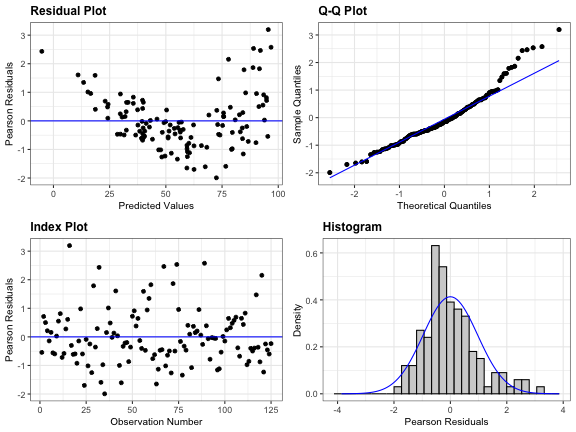 Residual Plot
Pearson Residuals
3
2
1
0
-1
-2
0 25 50 75 100
Predicted Values
Q-Q Plot
Sample Quantiles
3
2
1
0
-1
-2
-2 -1 0 1 2
Theoretical Quantiles
Index Plot
Pearson Residuals
3
2
1
0
-1
-2
0 25 50 75 100 125
Observation Number
Histogram
Density
0.6
0.4
0.2
0.0
-4 -2 0 2 4
Pearson Residuals